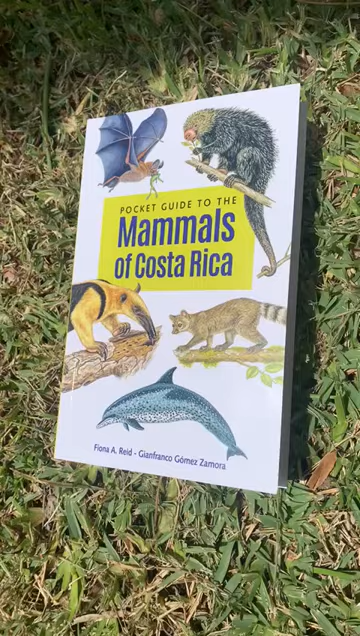 POCKET GUIDE TO THE
Mammals
of Costa Rica
Fiona A. Reid • Gianfranco Gómez Zamora